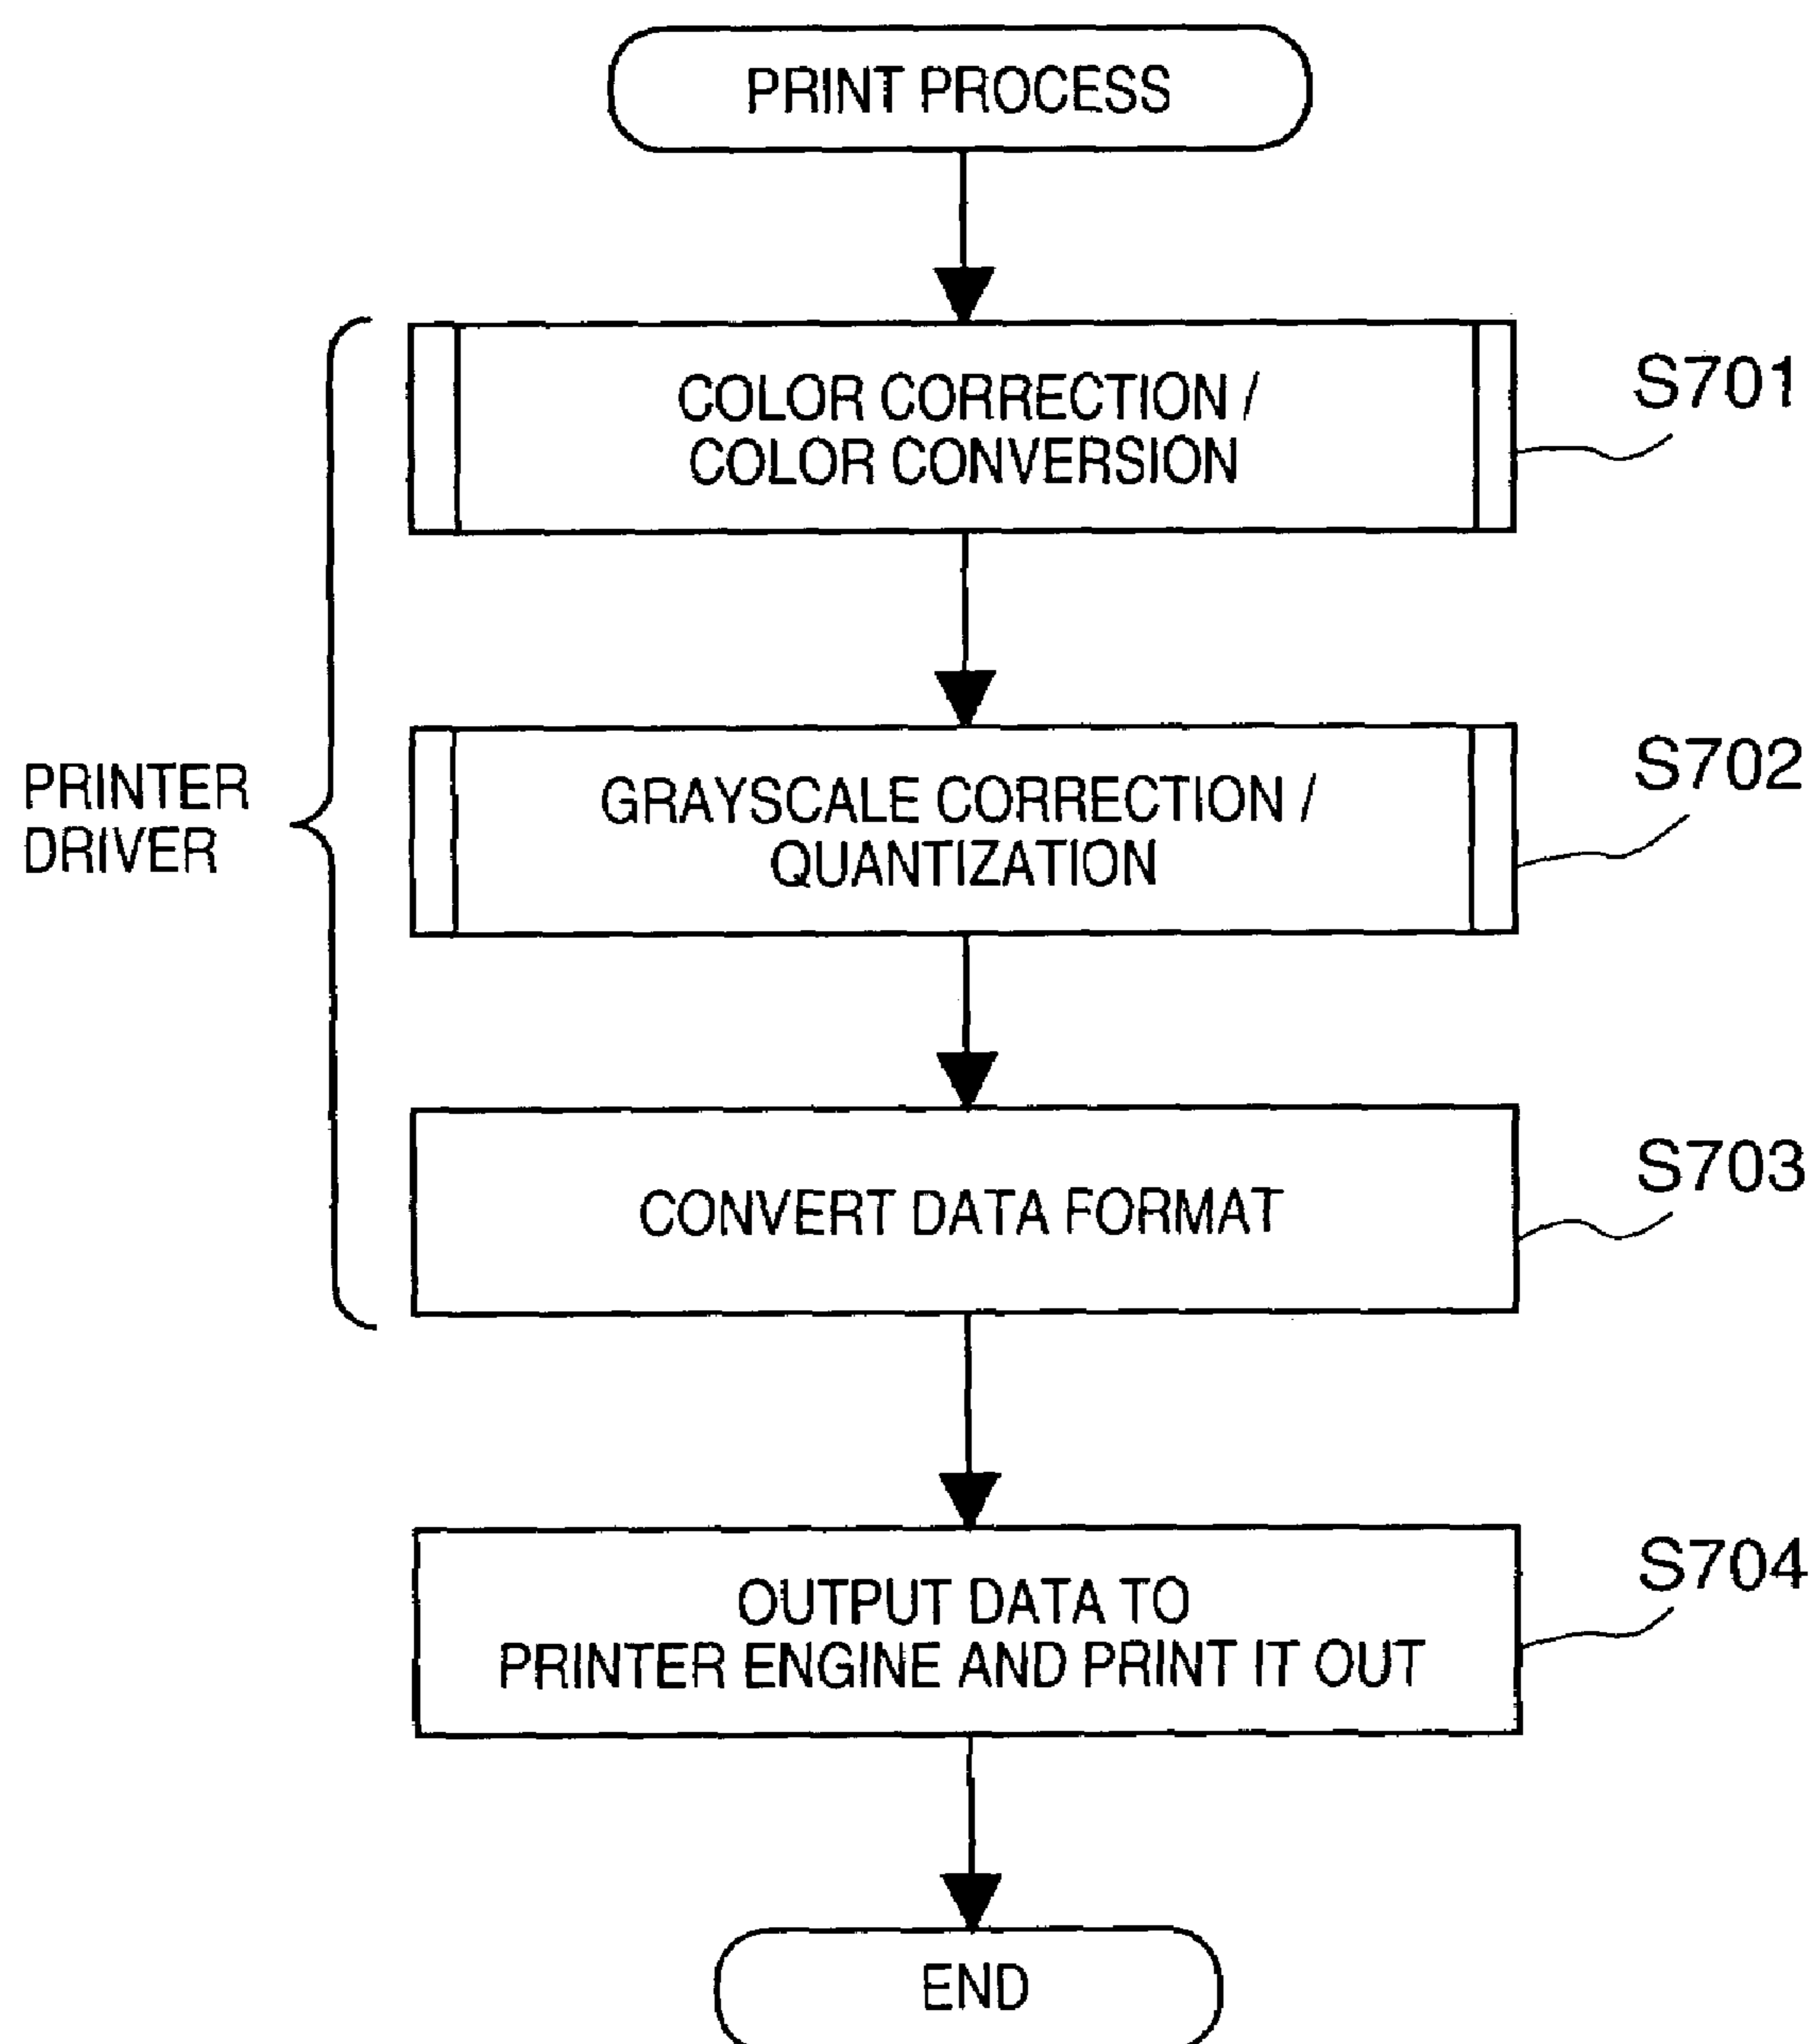 PRINT PROCESS
COLOR CORRECTION /
COLOR CONVERSION
S701
PRINTER
DRIVER
GRAYSCALE CORRECTION /
QUANTIZATION
S702
CONVERT DATA FORMAT
S703
OUTPUT DATA TO
PRINTER ENGINE AND PRINT IT OUT
S704
END